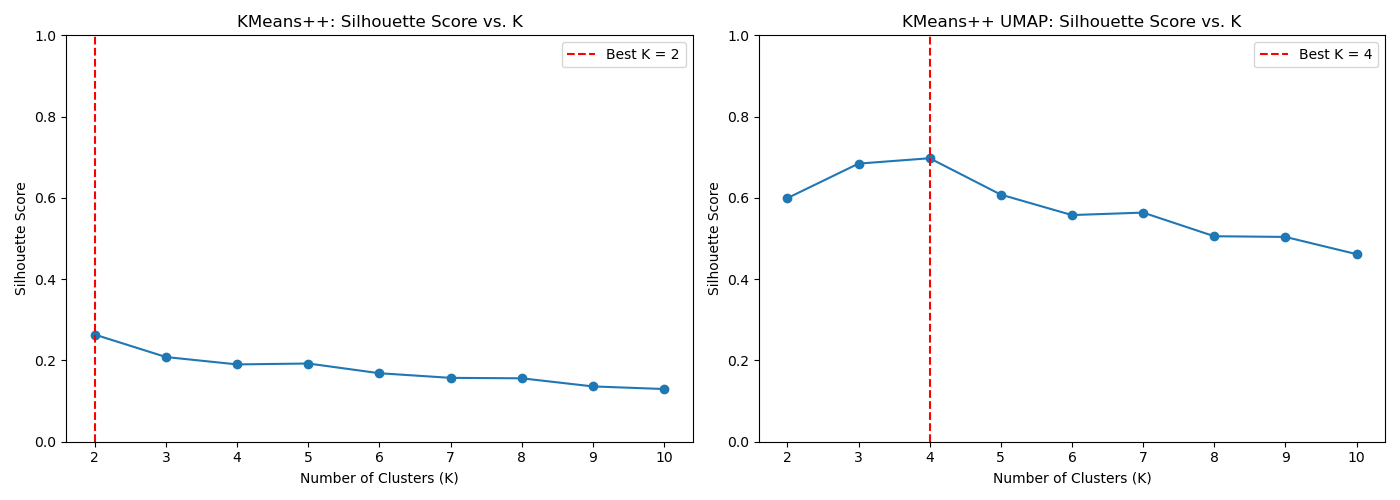 KMeans++: Silhouette Score vs. K
Best K = 2
1.0
0.8
0.6
0.4
0.2
0.0
Silhouette Score
2 3 4 5 6 7 8 9 10
Number of Clusters (K)
KMeans++ UMAP: Silhouette Score vs. K
Best K = 4
1.0
0.8
0.6
0.4
0.2
0.0
Silhouette Score
2 3 4 5 6 7 8 9 10
Number of Clusters (K)